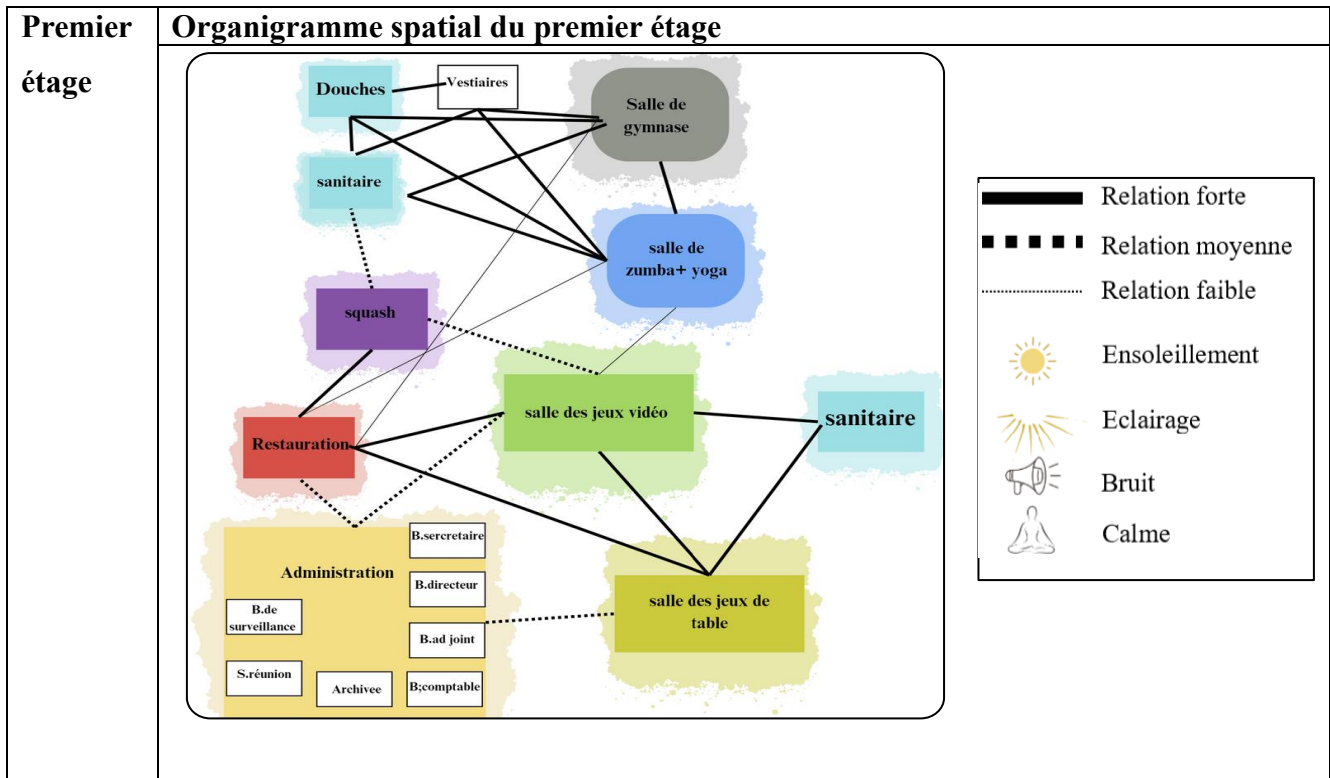 Premier
étage
Organigramme spatial du premier étage
Douches
Vestiaires
Salle de
gymnase
sanitaire
salle de
zumba+ yoga
squash
salle des jeux vidéo
sanitaire
Restauration
Administration
B.sercretaire
B.directeur
B.de
surveillance
B.ad joint
S.réunion
Archivee
B;comptable
salle des jeux de
table
Relation forte
Relation moyenne
Relation faible
Ensoleillement
Eclairage
Bruit
Calme